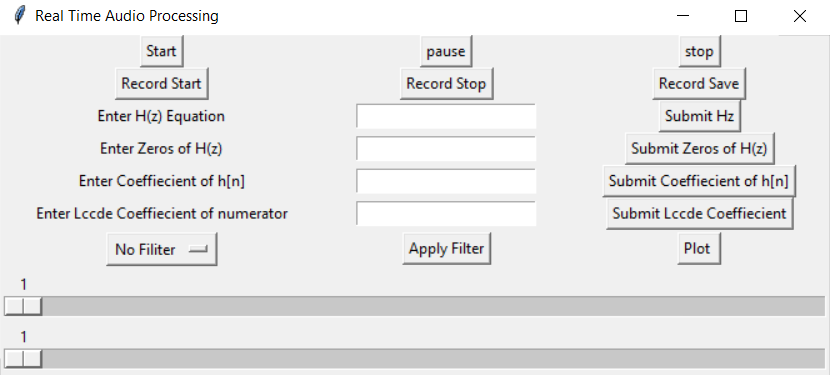 Real Time Audio Processing
Start pause stop
Record Start Record Stop Record Save
Enter H(z) Equation Submit Hz
Enter Zeros of H(z) Submit Zeros of H(z)
Enter Coeffiecient of h[n] Submit Coeffiecient of h[n]
Enter Lccde Coeffiecient of numerator Submit Lccde Coeffiecient
No Filiter Apply Filter Plot
1
1